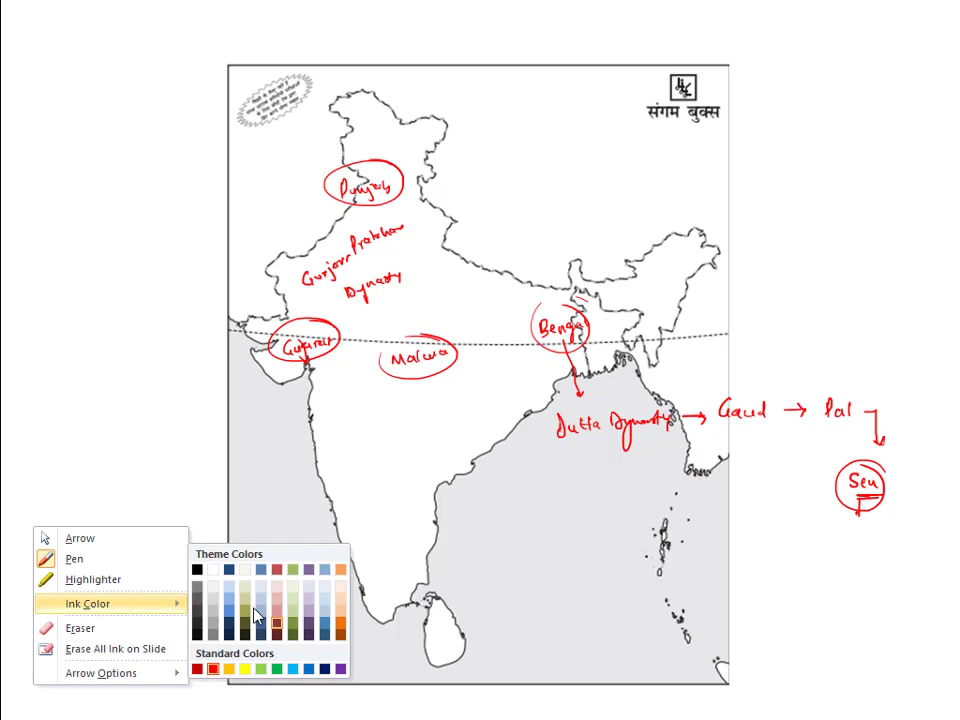 संगम बुक्स
Punjab
Gurjar Pratihar
Dynasty
Gujarat
Malwa
Bengal
Dutta Dynasty → Gaud → Pal
Sen
Arrow
Pen
Highlighter
Ink Color
Eraser
Erase All Ink on Slide
Arrow Options
Theme Colors
Standard Colors